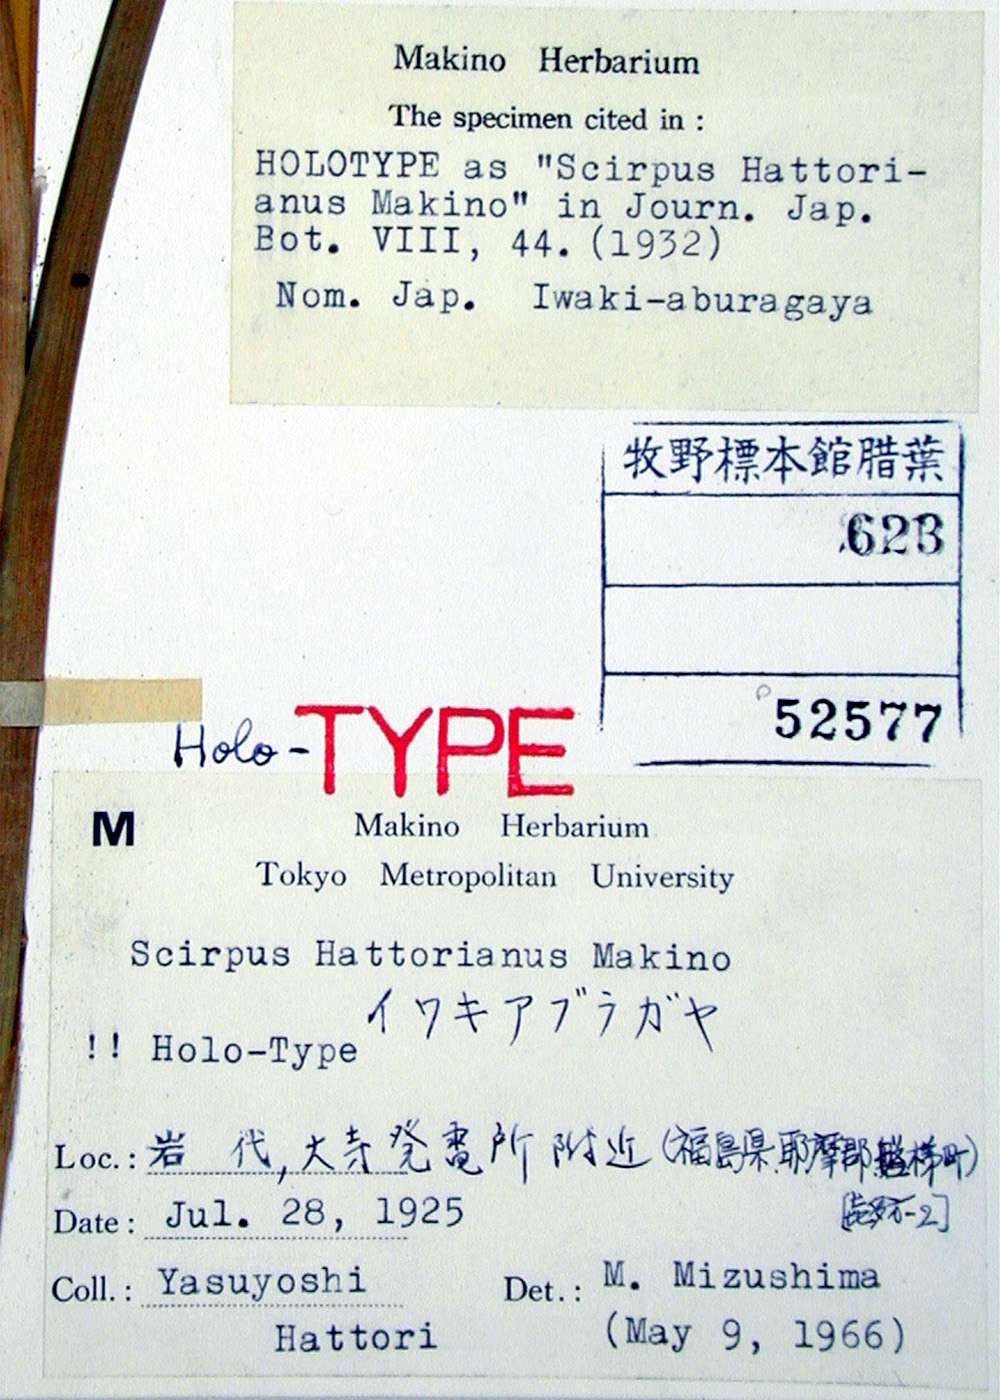 Makino Herbarium
The specimen cited in :
HOLOTYPE as "Scirpus Hattori-
anus Makino" in Journ. Jap.
Bot. VIII, 44. (1932)
Nom. Jap. Iwaki-aburagaya
牧野標本館腊葉
623
52577
Holo-TYPE
M
Makino Herbarium
Tokyo Metropolitan University
Scirpus Hattorianus Makino
イワキアブラガヤ
!! Holo-Type
Loc.: 岩代, 大寺発電所附近 (福島県耶摩郡磐梯町)
Date: Jul. 28, 1925
Coll.: Yasuyoshi
Hattori
Det.: M. Mizushima
(May 9, 1966)